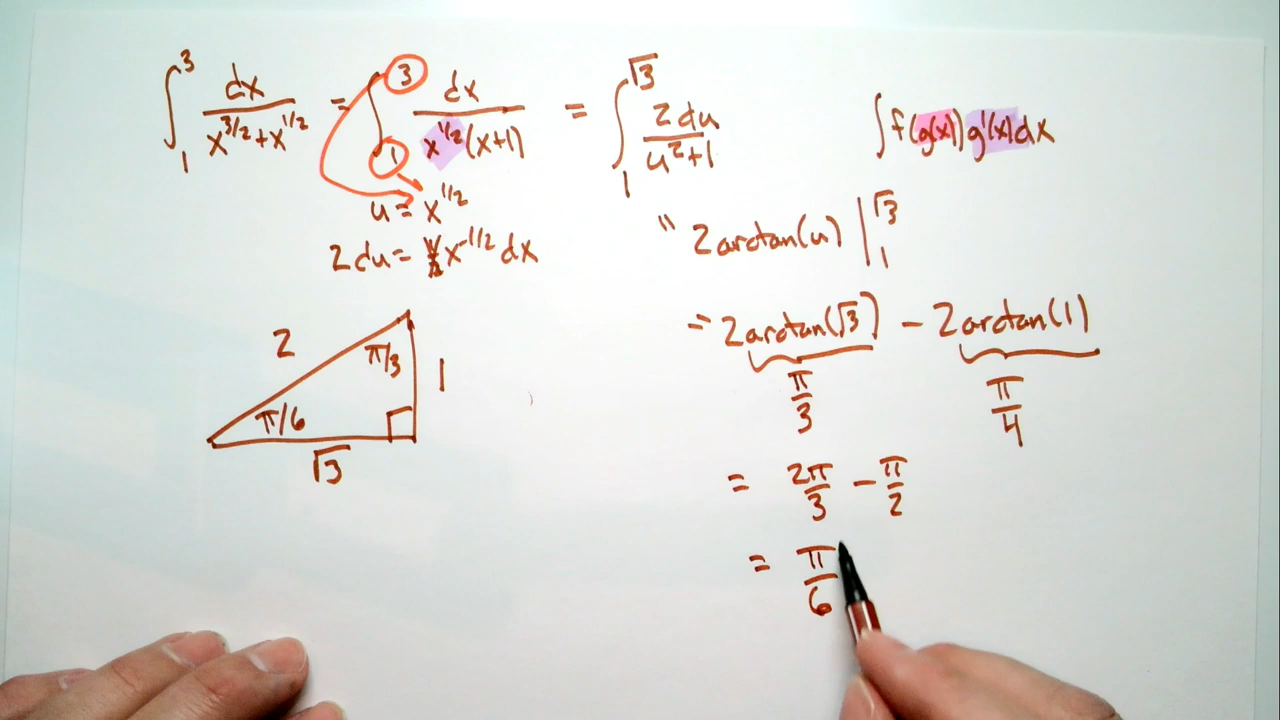 ∫₁³ dx/(x^{3/2}+x^{1/2}) = ∫₁³ dx/(x^{1/2}(x+1)) = ∫₁^{√3} 2du/(u²+1)
∫f(g(x))g'(x)dx
u = x^{1/2}
2du = x^{-1/2}dx
" 2arctan(u) |₁^{√3}
= 2arctan(√3) − 2arctan(1)
π/3 π/4
= 2π/3 − π/2
= π/6
2
π/3
1
π/6
√3